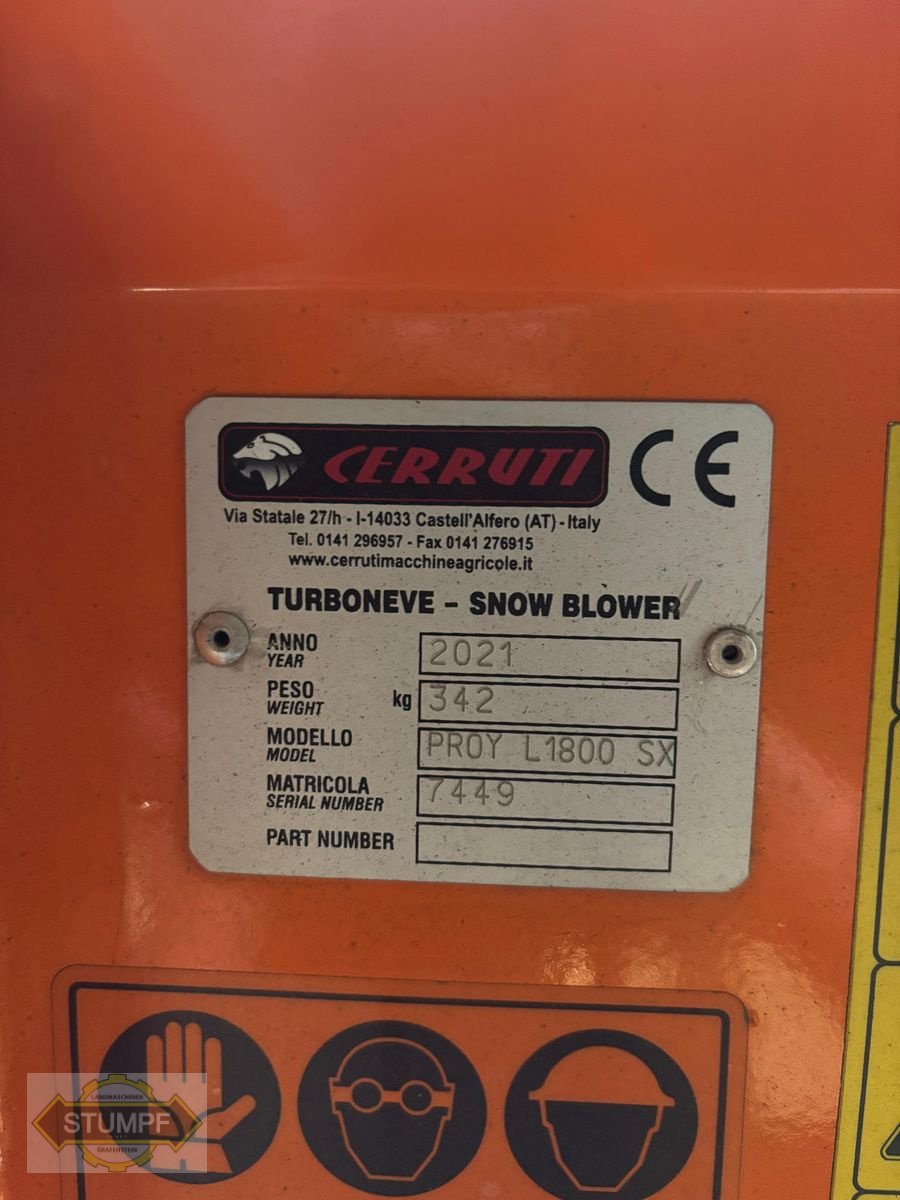 CERRUTI CE
Via Statale 27/h - I-14033 Castell'Alfero (AT) - Italy
Tel. 0141 296957 - Fax 0141 276915
www.cerrutimacchineagricole.it
TURBONEVE - SNOW BLOWER
ANNO 2021
YEAR
PESO kg 342
WEIGHT
MODELLO PROY L1800 SX
MODEL
MATRICOLA 7449
SERIAL NUMBER
PART NUMBER
LANDMASCHINEN
STUMPF
GRAFENSTEIN